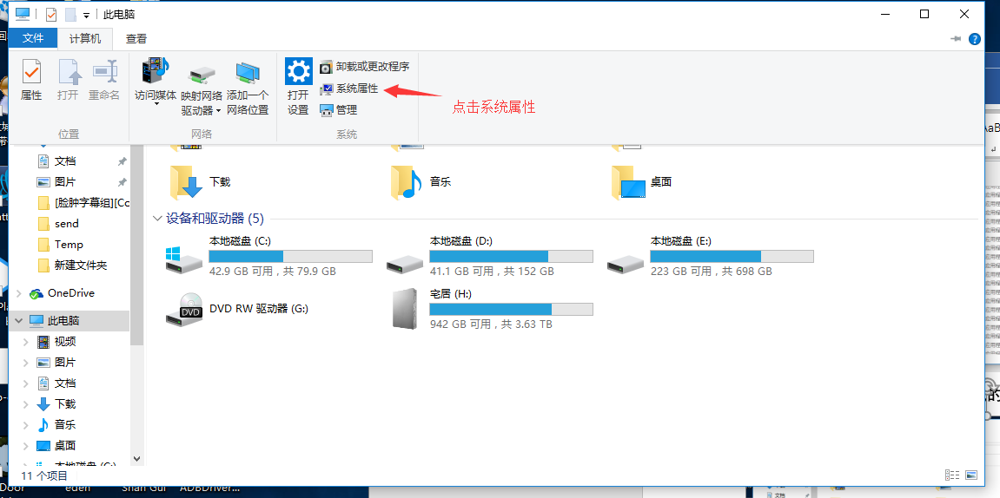 此电脑
文件 计算机 查看
属性 打开 重命名
访问媒体 映射网络驱动器 添加一个网络位置
打开设置
卸载或更改程序
系统属性
管理
点击系统属性
位置 网络 系统
文档
图片
[脸肿字幕组][Cc
send
Temp
新建文件夹
OneDrive
此电脑
视频
图片
文档
下载
音乐
桌面
本地磁盘 (C:)
下载 音乐 桌面
设备和驱动器 (5)
本地磁盘 (C:)
42.9 GB 可用，共 79.9 GB
本地磁盘 (D:)
41.1 GB 可用，共 152 GB
本地磁盘 (E:)
223 GB 可用，共 698 GB
DVD RW 驱动器 (G:)
DVD
宅居 (H:)
942 GB 可用，共 3.63 TB
11 个项目
Door eden Shan Gui ADBDriver...